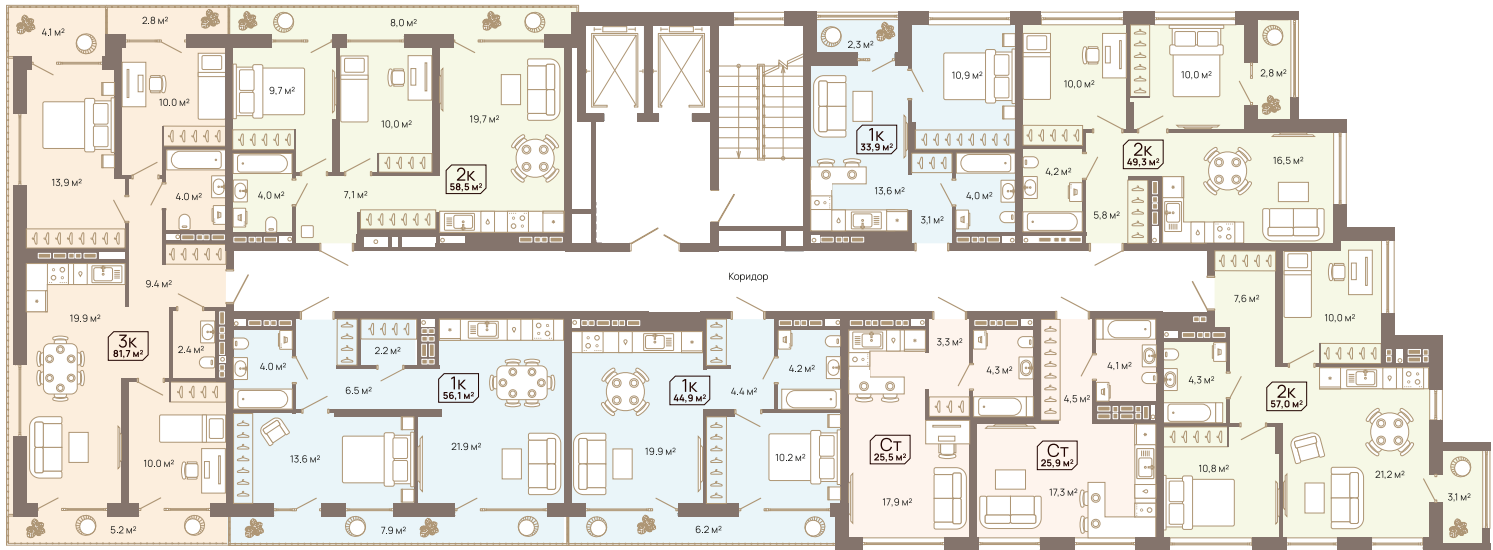 4.1 м²
2.8 м²
8.0 м²
10.0 м²
13.9 м²
4.0 м²
9.7 м²
10.0 м²
19.7 м²
2К
58,5 м²
4.0 м²
7.1 м²
2,3 м²
10,9 м²
1К
33,9 м²
13,6 м²
3,1 м²
4,0 м²
10,0 м²
10,0 м²
2,8 м²
2К
49,3 м²
4,2 м²
5,8 м²
16,5 м²
Коридор
9.4 м²
19.9 м²
3К
81,7 м²
2.4 м²
10.0 м²
5.2 м²
4.0 м²
2.2 м²
6.5 м²
1К
56,1 м²
13.6 м²
21.9 м²
7.9 м²
1К
44,9 м²
4.4 м²
4.2 м²
19.9 м²
10.2 м²
6.2 м²
3.3 м²
4.3 м²
Ст
25,5 м²
17,9 м²
4,1 м²
4,5 м²
Ст
25,9 м²
17,3 м²
7,6 м²
10,0 м²
4,3 м²
2К
57,0 м²
10,8 м²
21,2 м²
3,1 м²